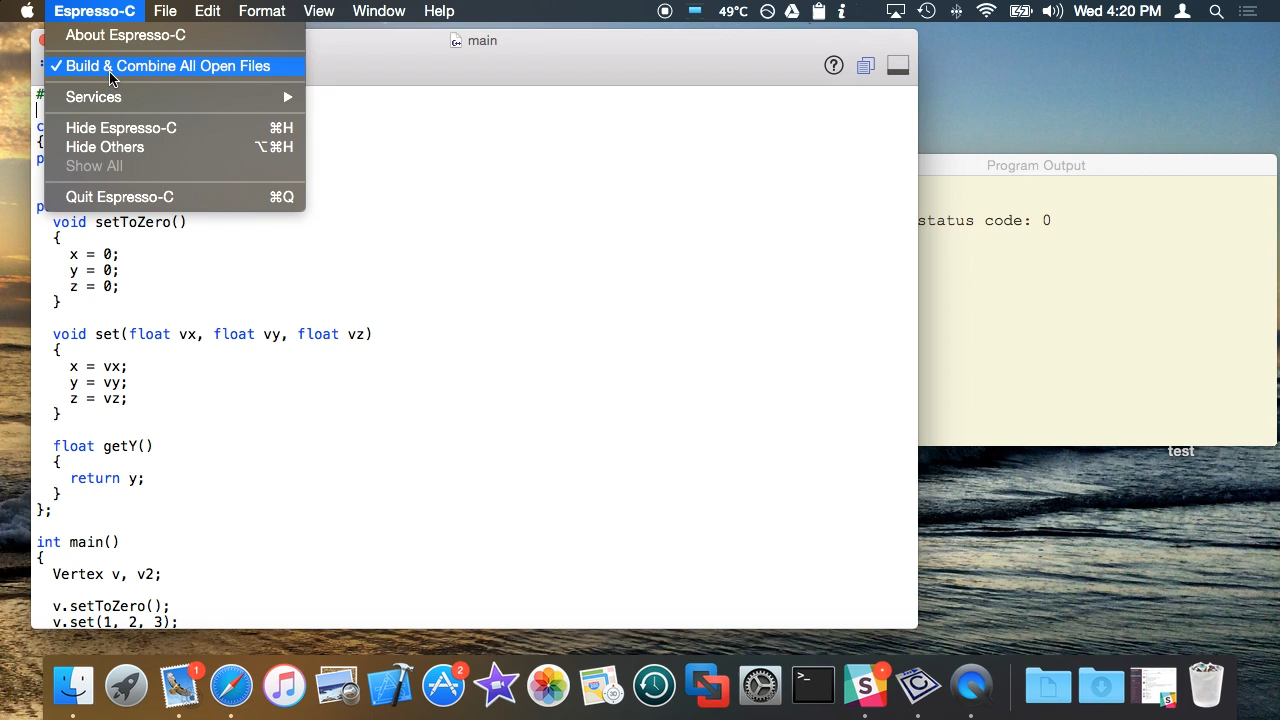 Espresso-C File Edit Format View Window Help 49°C Wed 4:20 PM
About Espresso-C
✓ Build & Combine All Open Files
Services
Hide Espresso-C ⌘H
Hide Others ⌥⌘H
Show All
Quit Espresso-C ⌘Q
main
#
c
{
p
p
void setToZero()
{
x = 0;
y = 0;
z = 0;
}
void set(float vx, float vy, float vz)
{
x = vx;
y = vy;
z = vz;
}
float getY()
{
return y;
}
};
int main()
{
Vertex v, v2;
v.setToZero();
v.set(1, 2, 3);
Program Output
status code: 0
test
1
2